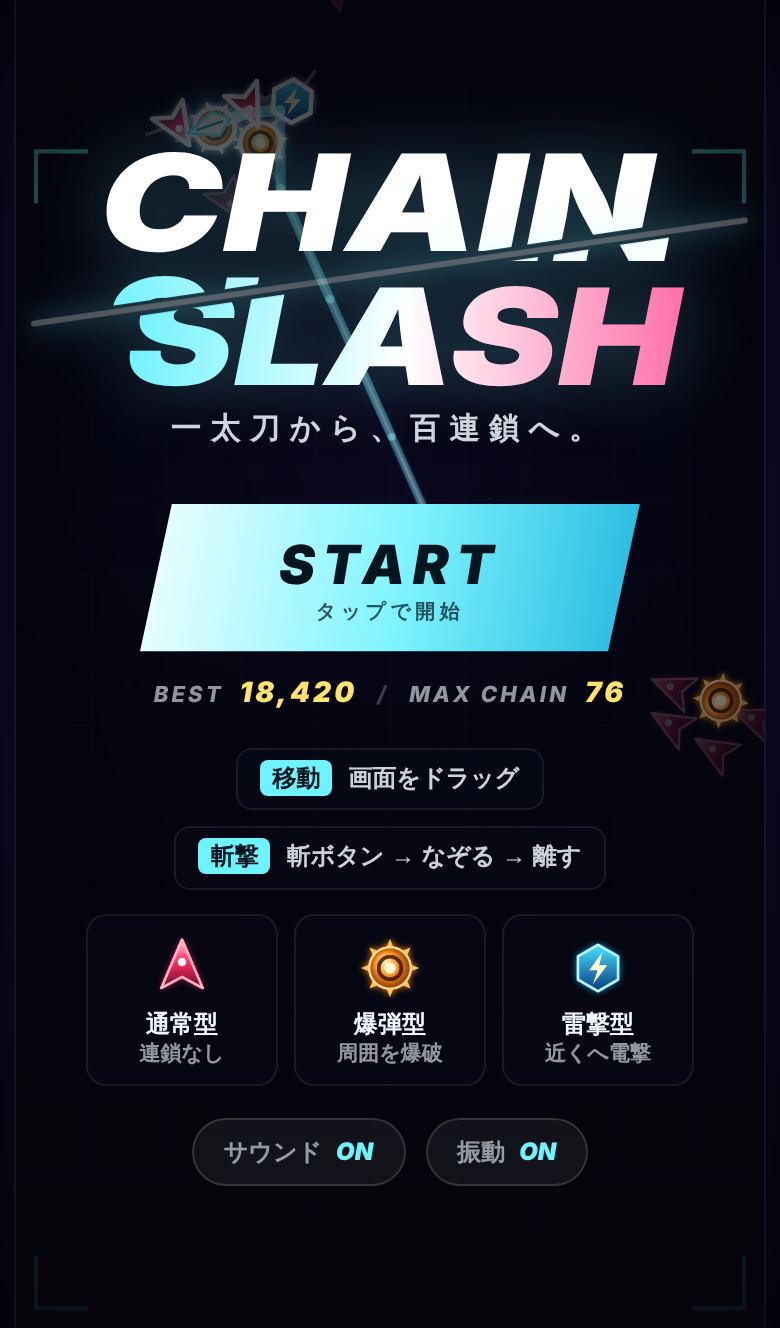 CHAIN
SLASH
一太刀から、百連鎖へ。
START
タップで開始
BEST 18,420 / MAX CHAIN 76
移動 画面をドラッグ
斬撃 斬ボタン → なぞる → 離す
通常型 爆弾型 雷撃型
連鎖なし 周囲を爆破 近くへ電撃
サウンド ON 振動 ON